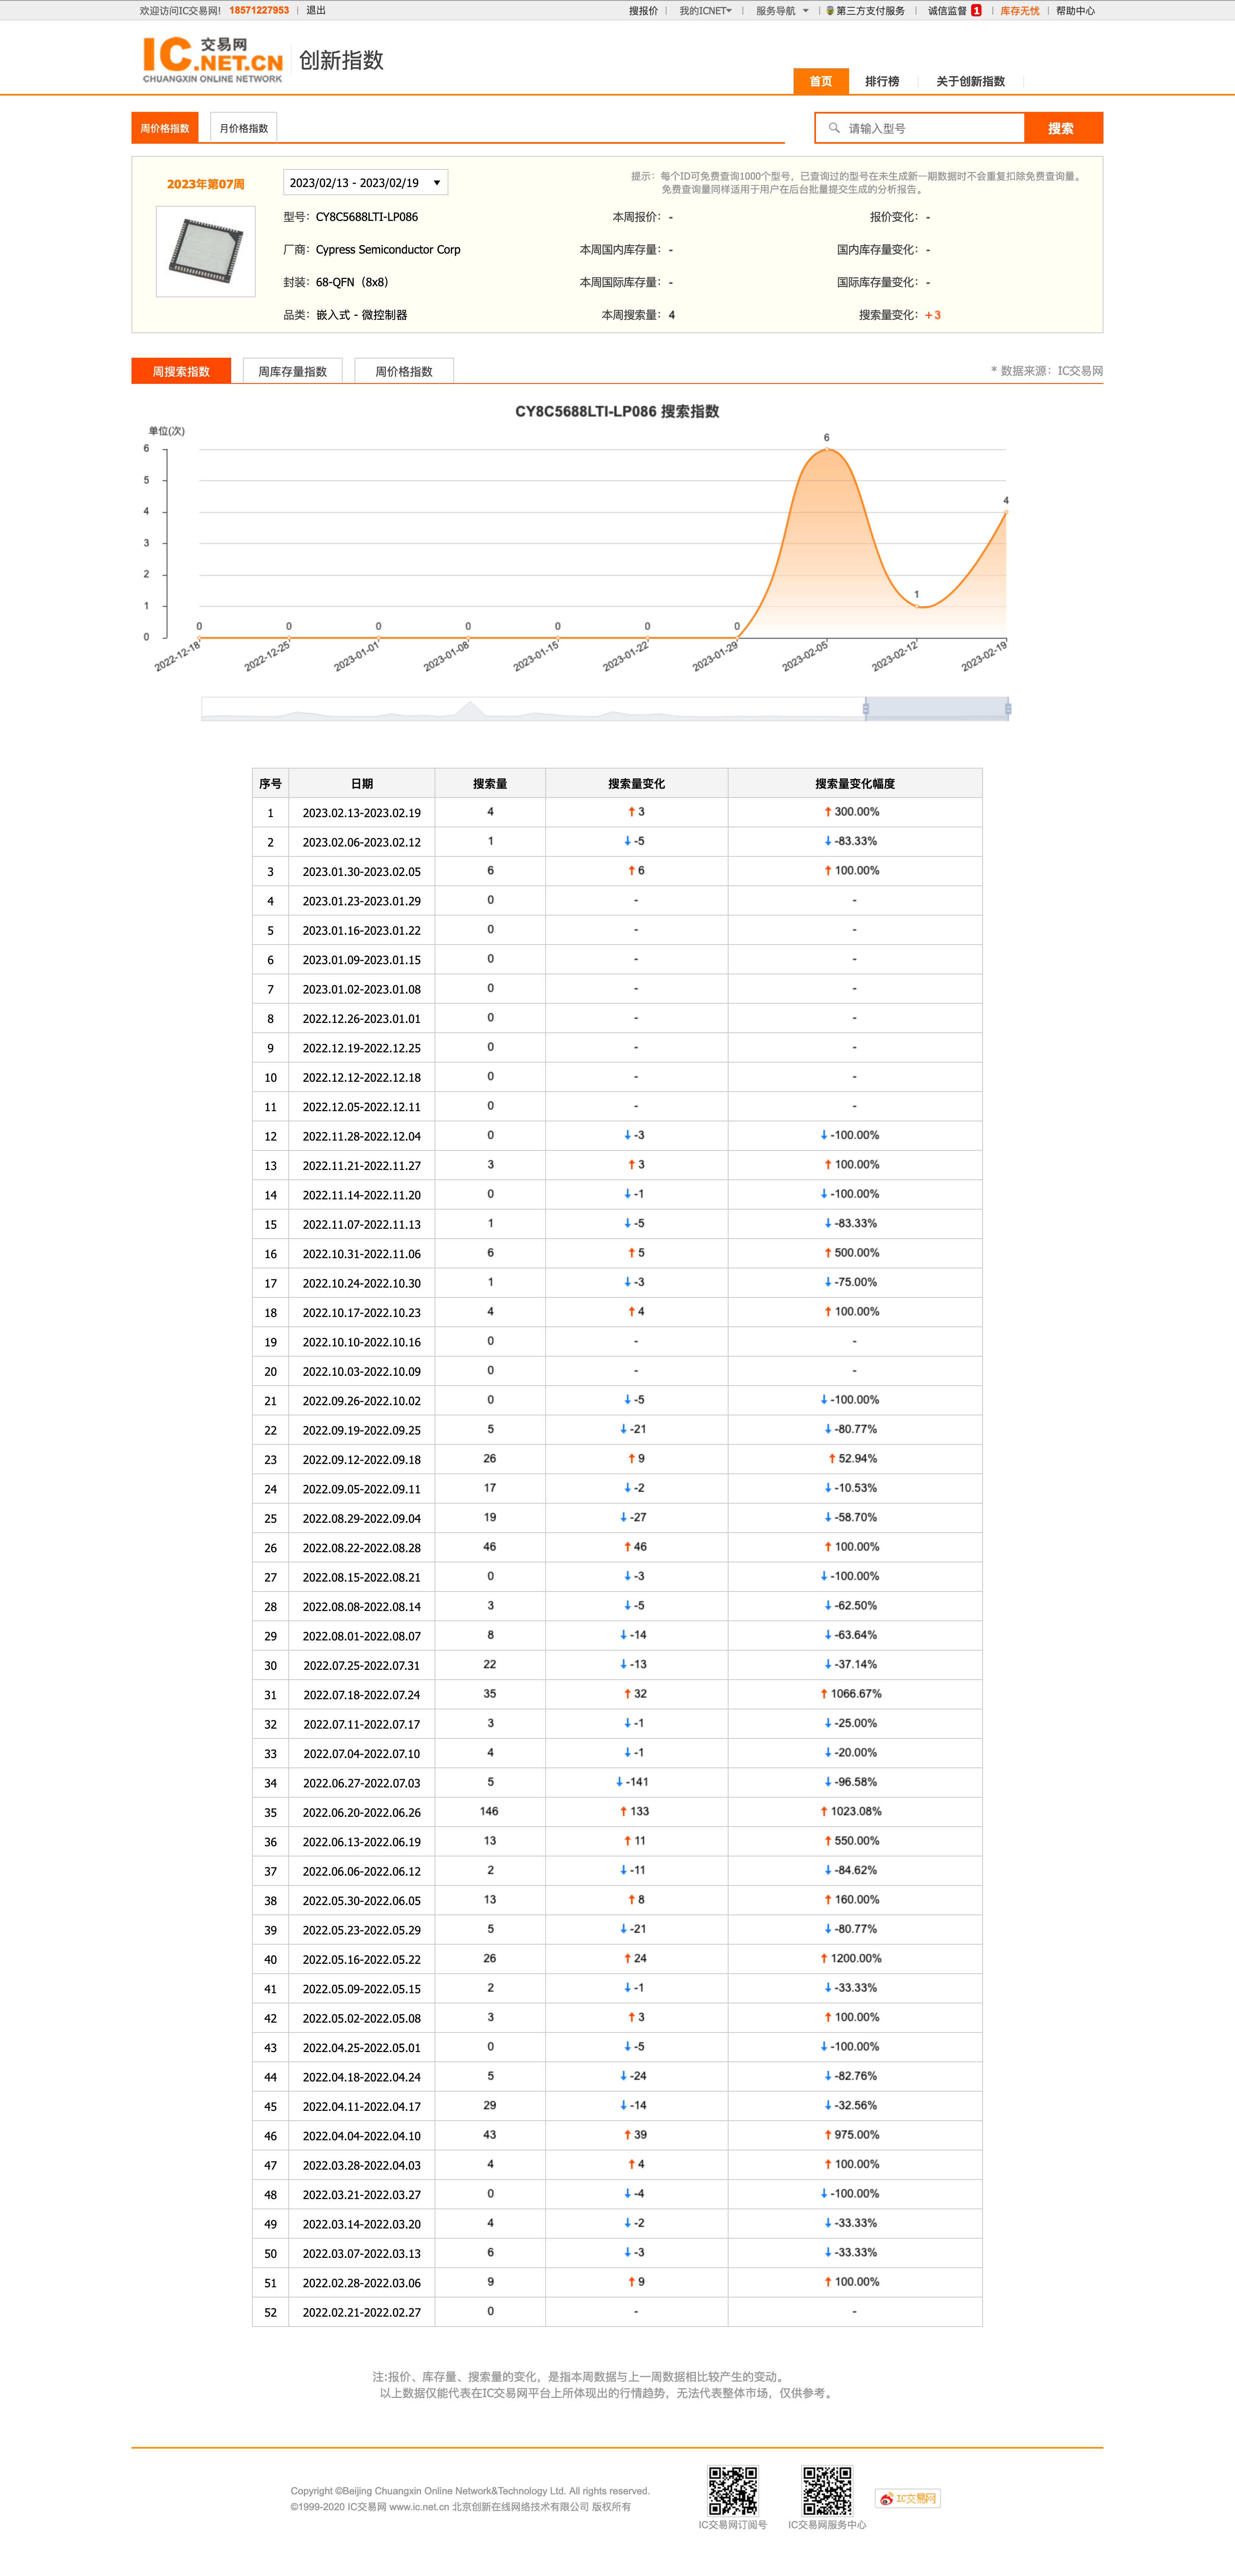 欢迎访问IC交易网! 18571227953 | 退出 搜报价 | 我的ICNET | 服务导航 | 第三方支付服务 | 诚信监督 1 | 库存无忧 | 帮助中心
IC 交易网
.NET.CN
CHUANGXIN ONLINE NETWORK
创新指数
首页 排行榜 关于创新指数
周价格指数 月价格指数 请输入型号 搜索
2023年第07周 2023/02/13 - 2023/02/19
提示：每个ID可免费查询1000个型号，已查询过的型号在未生成新一期数据时不会重复扣除免费查询量。
免费查询量同样适用于用户在后台批量提交生成的分析报告。
型号：CY8C5688LTI-LP086 本周报价：- 报价变化：-
厂商：Cypress Semiconductor Corp 本周国内库存量：- 国内库存量变化：-
封装：68-QFN（8x8） 本周国际库存量：- 国际库存量变化：-
品类：嵌入式 - 微控制器 本周搜索量：4 搜索量变化：+3
周搜索指数 周库存量指数 周价格指数 * 数据来源：IC交易网
CY8C5688LTI-LP086 搜索指数
单位(次)
6
5
4
3
2
1
0
0 0 0 0 0 0 0 6 1 4
2022-12-18 2022-12-25 2023-01-01 2023-01-08 2023-01-15 2023-01-22 2023-01-29 2023-02-05 2023-02-12 2023-02-19
序号 日期 搜索量 搜索量变化 搜索量变化幅度
1 2023.02.13-2023.02.19 4 ↑3 ↑300.00%
2 2023.02.06-2023.02.12 1 ↓-5 ↓-83.33%
3 2023.01.30-2023.02.05 6 ↑6 ↑100.00%
4 2023.01.23-2023.01.29 0 - -
5 2023.01.16-2023.01.22 0 - -
6 2023.01.09-2023.01.15 0 - -
7 2023.01.02-2023.01.08 0 - -
8 2022.12.26-2023.01.01 0 - -
9 2022.12.19-2022.12.25 0 - -
10 2022.12.12-2022.12.18 0 - -
11 2022.12.05-2022.12.11 0 - -
12 2022.11.28-2022.12.04 0 ↓-3 ↓-100.00%
13 2022.11.21-2022.11.27 3 ↑3 ↑100.00%
14 2022.11.14-2022.11.20 0 ↓-1 ↓-100.00%
15 2022.11.07-2022.11.13 1 ↓-5 ↓-83.33%
16 2022.10.31-2022.11.06 6 ↑5 ↑500.00%
17 2022.10.24-2022.10.30 1 ↓-3 ↓-75.00%
18 2022.10.17-2022.10.23 4 ↑4 ↑100.00%
19 2022.10.10-2022.10.16 0 - -
20 2022.10.03-2022.10.09 0 - -
21 2022.09.26-2022.10.02 0 ↓-5 ↓-100.00%
22 2022.09.19-2022.09.25 5 ↓-21 ↓-80.77%
23 2022.09.12-2022.09.18 26 ↑9 ↑52.94%
24 2022.09.05-2022.09.11 17 ↓-2 ↓-10.53%
25 2022.08.29-2022.09.04 19 ↓-27 ↓-58.70%
26 2022.08.22-2022.08.28 46 ↑46 ↑100.00%
27 2022.08.15-2022.08.21 0 ↓-3 ↓-100.00%
28 2022.08.08-2022.08.14 3 ↓-5 ↓-62.50%
29 2022.08.01-2022.08.07 8 ↓-14 ↓-63.64%
30 2022.07.25-2022.07.31 22 ↓-13 ↓-37.14%
31 2022.07.18-2022.07.24 35 ↑32 ↑1066.67%
32 2022.07.11-2022.07.17 3 ↓-1 ↓-25.00%
33 2022.07.04-2022.07.10 4 ↓-1 ↓-20.00%
34 2022.06.27-2022.07.03 5 ↓-141 ↓-96.58%
35 2022.06.20-2022.06.26 146 ↑133 ↑1023.08%
36 2022.06.13-2022.06.19 13 ↑11 ↑550.00%
37 2022.06.06-2022.06.12 2 ↓-11 ↓-84.62%
38 2022.05.30-2022.06.05 13 ↑8 ↑160.00%
39 2022.05.23-2022.05.29 5 ↓-21 ↓-80.77%
40 2022.05.16-2022.05.22 26 ↑24 ↑1200.00%
41 2022.05.09-2022.05.15 2 ↓-1 ↓-33.33%
42 2022.05.02-2022.05.08 3 ↑3 ↑100.00%
43 2022.04.25-2022.05.01 0 ↓-5 ↓-100.00%
44 2022.04.18-2022.04.24 5 ↓-24 ↓-82.76%
45 2022.04.11-2022.04.17 29 ↓-14 ↓-32.56%
46 2022.04.04-2022.04.10 43 ↑39 ↑975.00%
47 2022.03.28-2022.04.03 4 ↑4 ↑100.00%
48 2022.03.21-2022.03.27 0 ↓-4 ↓-100.00%
49 2022.03.14-2022.03.20 4 ↓-2 ↓-33.33%
50 2022.03.07-2022.03.13 6 ↓-3 ↓-33.33%
51 2022.02.28-2022.03.06 9 ↑9 ↑100.00%
52 2022.02.21-2022.02.27 0 - -
注:报价、库存量、搜索量的变化，是指本周数据与上一周数据相比较产生的变动。
以上数据仅能代表在IC交易网平台上所体现出的行情趋势，无法代表整体市场，仅供参考。
Copyright ©Beijing Chuangxin Online Network&Technology Ltd. All rights reserved.
©1999-2020 IC交易网 www.ic.net.cn 北京创新在线网络技术有限公司 版权所有
IC交易网订阅号 IC交易网服务中心 IC交易网